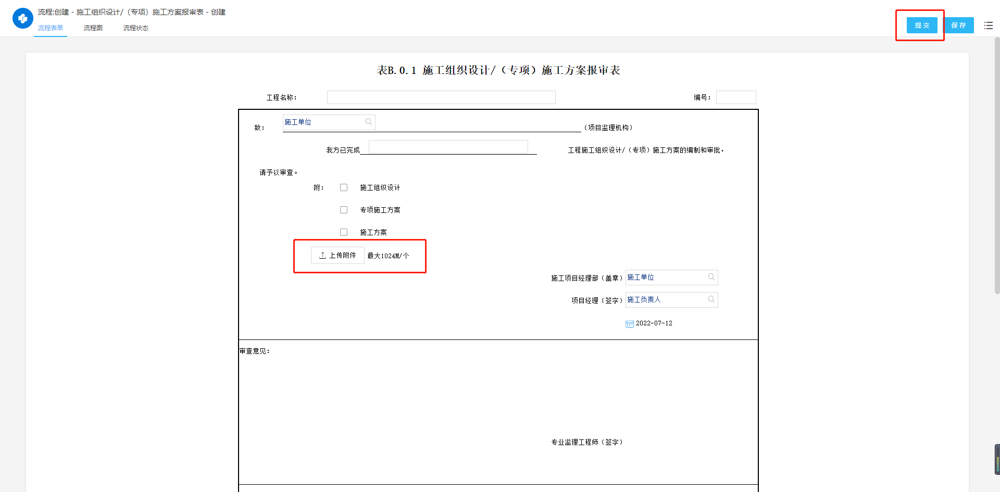 流程:创建 - 施工组织设计/（专项）施工方案报审表 - 创建
流程表单 流程图 流程状态
提交 保存
表B.0.1 施工组织设计/（专项）施工方案报审表
工程名称： 编号：
致： 施工单位 （项目监理机构）
我方已完成 工程施工组织设计/（专项）施工方案的编制和审批，
请予以审查。
附： 施工组织设计
专项施工方案
施工方案
上传附件 最大1024M/个
施工项目经理部（盖章） 施工单位
项目经理（签字） 施工负责人
2022-07-12
审查意见：
专业监理工程师（签字）